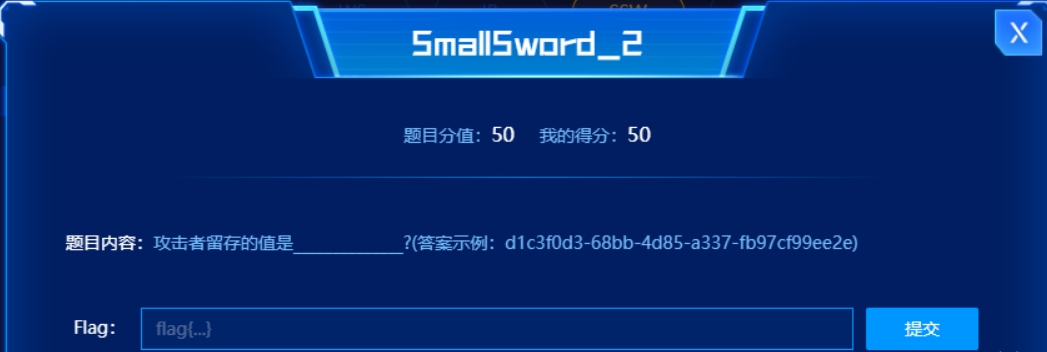 SmallSword_2
X
题目分值：50 我的得分：50
题目内容：攻击者留存的值是____________?(答案示例：d1c3f0d3-68bb-4d85-a337-fb97cf99ee2e)
Flag： flag{...} 提交